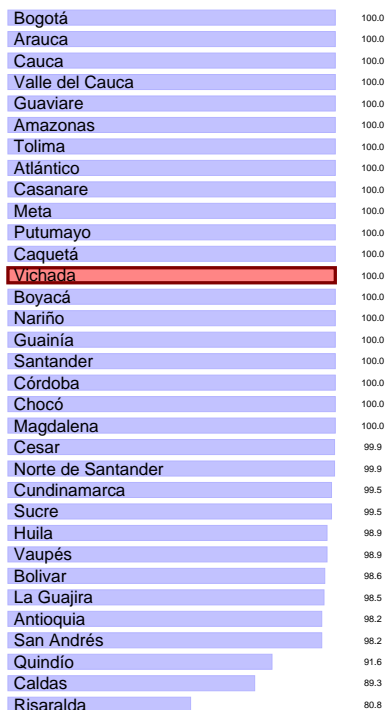 Bogotá 100.0
Arauca 100.0
Cauca 100.0
Valle del Cauca 100.0
Guaviare 100.0
Amazonas 100.0
Tolima 100.0
Atlántico 100.0
Casanare 100.0
Meta 100.0
Putumayo 100.0
Caquetá 100.0
Vichada 100.0
Boyacá 100.0
Nariño 100.0
Guainía 100.0
Santander 100.0
Córdoba 100.0
Chocó 100.0
Magdalena 100.0
Cesar 99.9
Norte de Santander 99.9
Cundinamarca 99.5
Sucre 99.5
Huila 98.9
Vaupés 98.9
Bolivar 98.6
La Guajira 98.5
Antioquia 98.2
San Andrés 98.2
Quindío 91.6
Caldas 89.3
Risaralda 80.8